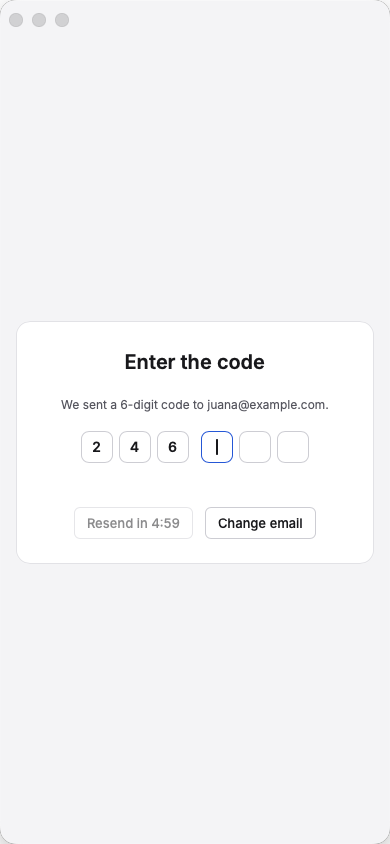 Enter the code
We sent a 6-digit code to juana@example.com.
2 4 6
Resend in 4:59 Change email